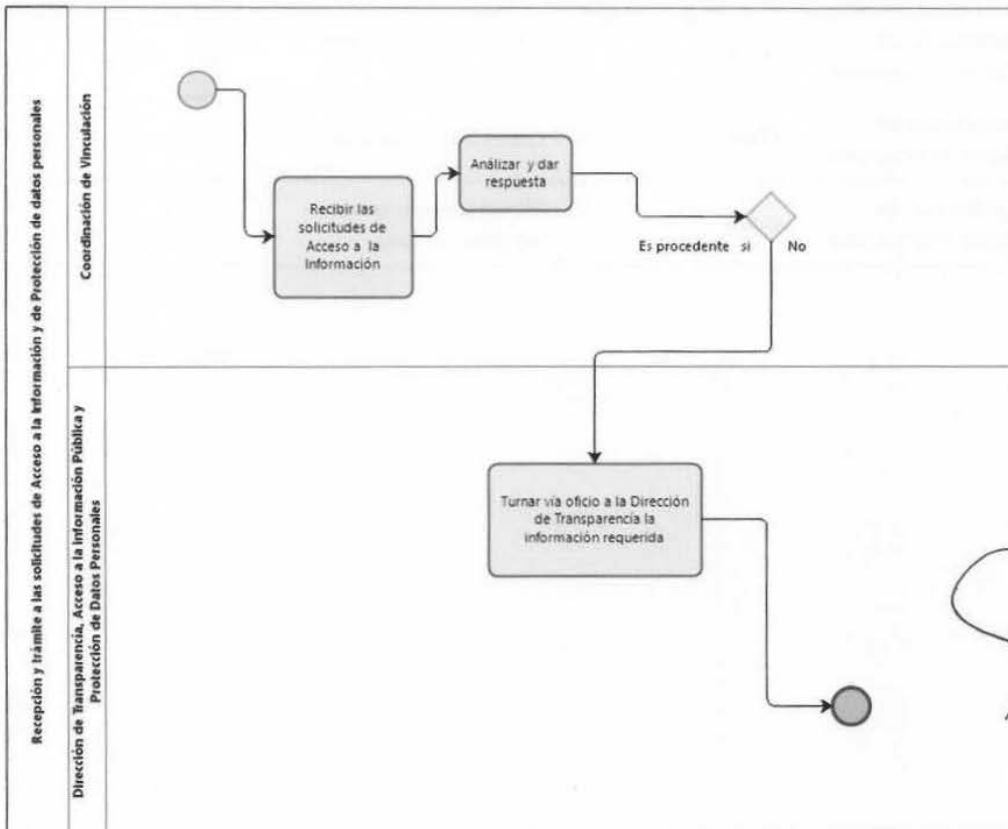 Recepción y trámite a las solicitudes de Acceso a la Información y de Protección de datos personales
Coordinación de Vinculación
Recibir las
solicitudes de
Acceso a la
Información
Análizar y dar
respuesta
Es procedente si
No
Dirección de Transparencia, Acceso a la Información Pública y
Protección de Datos Personales
Turnar vía oficio a la Dirección
de Transparencia la
información requerida